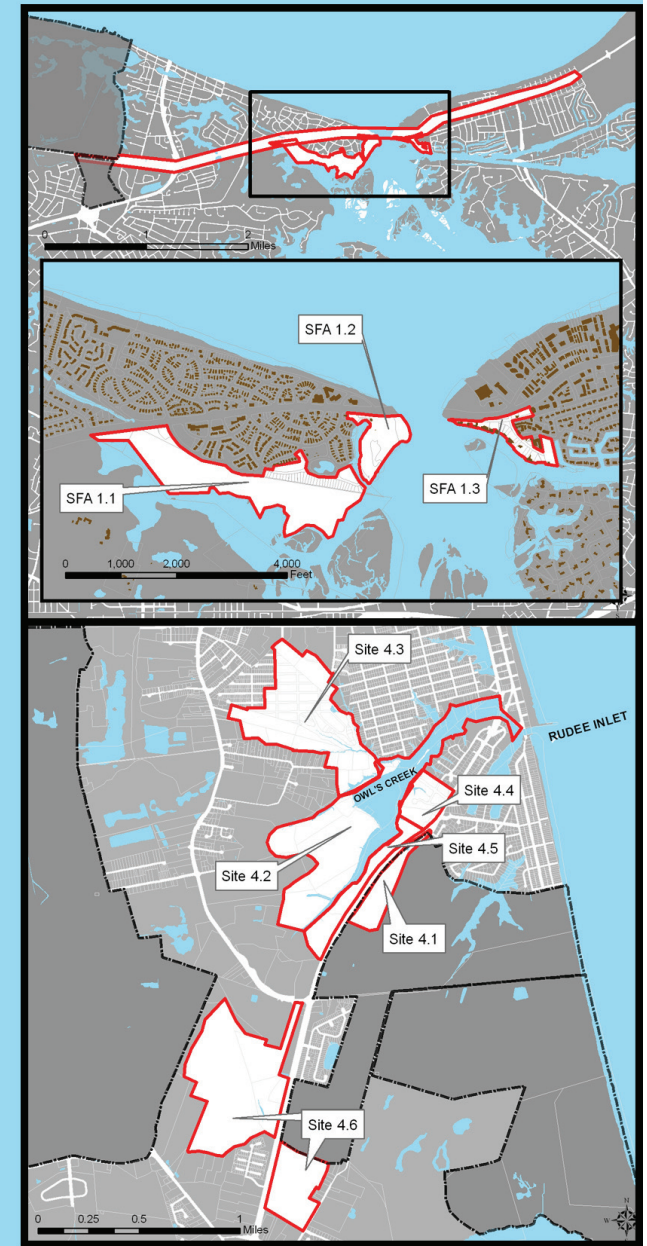 0 1 2
Miles
SFA 1.2
SFA 1.1
SFA 1.3
0 1,000 2,000 4,000
Feet
Site 4.3
RUDEE INLET
OWL'S CREEK
Site 4.4
Site 4.5
Site 4.2
Site 4.1
Site 4.6
0 0.25 0.5 1
Miles
N
W